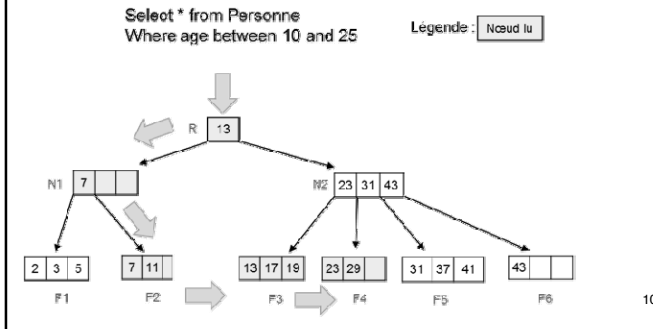 Select * from Personne
Where age between 10 and 25
Légende : Nœud lu
R 13
N1 7
N2 23 31 43
2 3 5
7 11
13 17 19
23 29
31 37 41
43
F1
F2
F3
F4
F5
F6
10